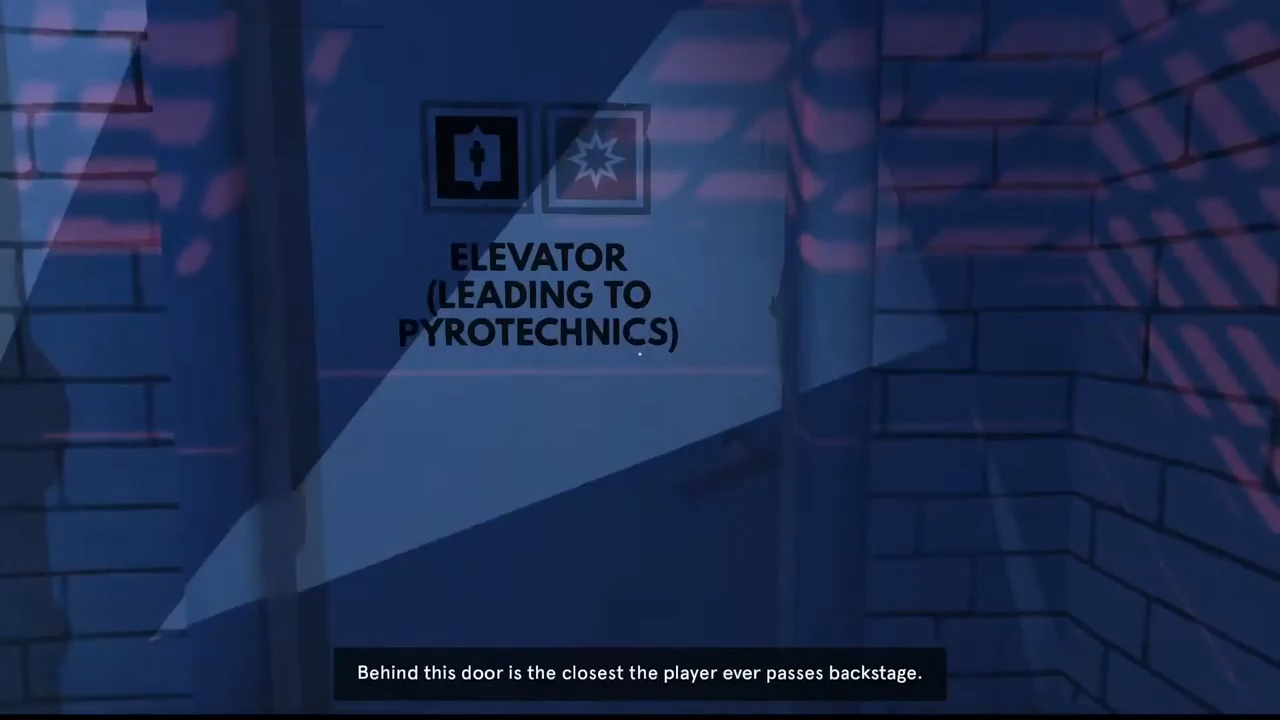 ELEVATOR
(LEADING TO
PYROTECHNICS)
Behind this door is the closest the player ever passes backstage.